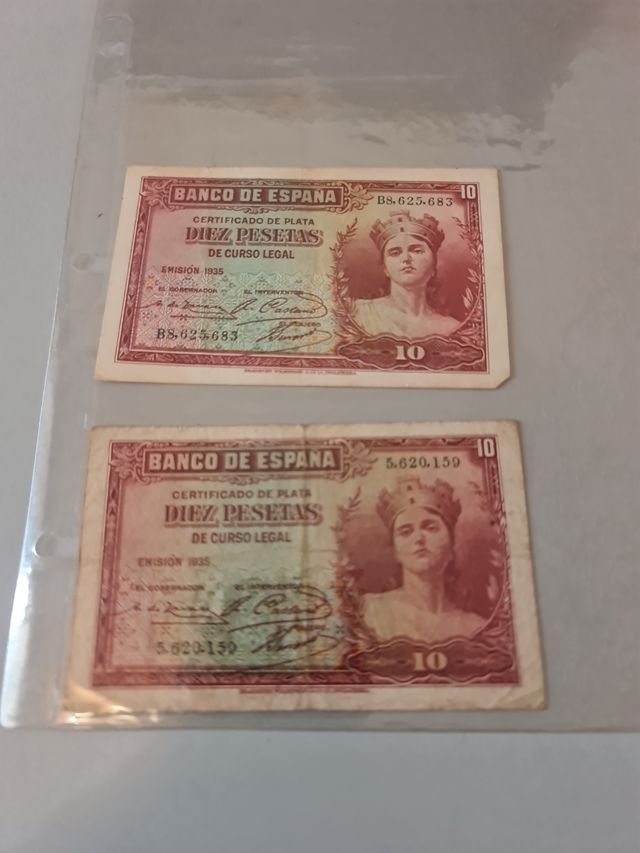 BANCO DE ESPAÑA
10
B8,625,683
CERTIFICADO DE PLATA
DIEZ PESETAS
DE CURSO LEGAL
EMISIÓN 1935
EL GOBERNADOR EL INTERVENTOR
EL CAJERO
B8,625,683
10
BANCO DE ESPAÑA
10
5,620,159
CERTIFICADO DE PLATA
DIEZ PESETAS
DE CURSO LEGAL
EMISIÓN 1935
EL GOBERNADOR EL INTERVENTOR
5,620,159
10